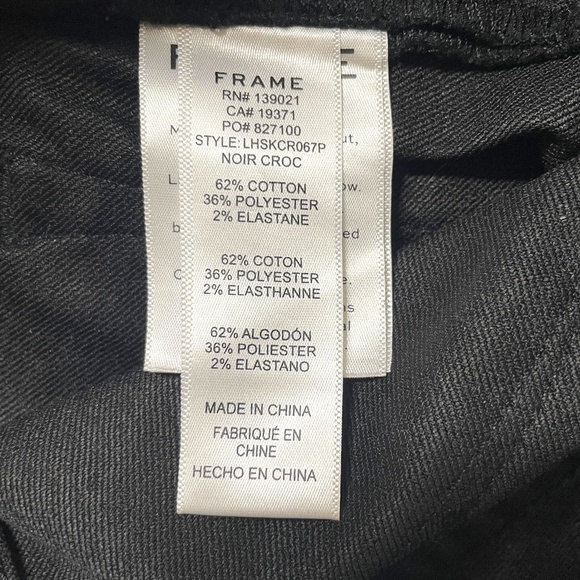 FRAME
RN# 139021
CA# 19371
PO# 827100
STYLE: LHSKCR067P
NOIR CROC
62% COTTON
36% POLYESTER
2% ELASTANE
62% COTON
36% POLYESTER
2% ELASTHANNE
62% ALGODÓN
36% POLIESTER
2% ELASTANO
MADE IN CHINA
FABRIQUÉ EN
CHINE
HECHO EN CHINA